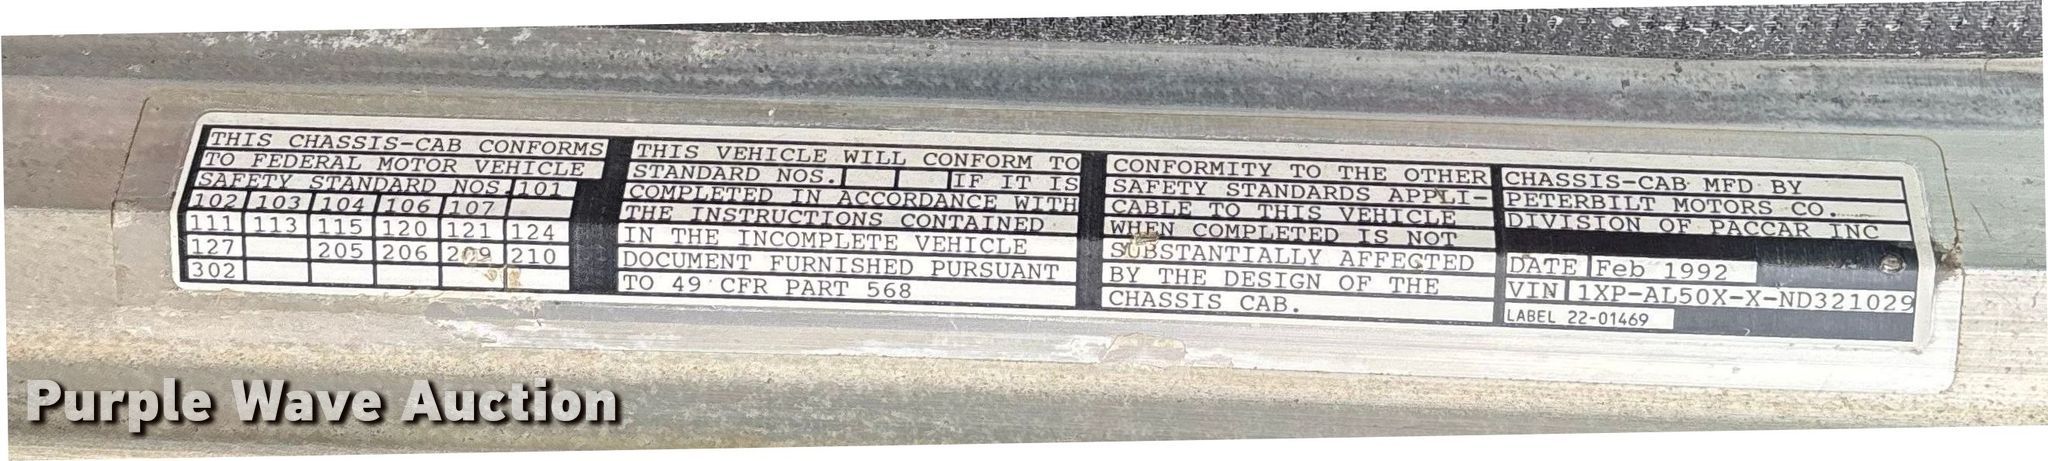 THIS CHASSIS-CAB CONFORMS
TO FEDERAL MOTOR VEHICLE
SAFETY STANDARD NOS 101
102 103 104 106 107
111 113 115 120 121 124
127 205 206 209 210
302
THIS VEHICLE WILL CONFORM TO
STANDARD NOS. IF IT IS
COMPLETED IN ACCORDANCE WITH
THE INSTRUCTIONS CONTAINED
IN THE INCOMPLETE VEHICLE
DOCUMENT FURNISHED PURSUANT
TO 49 CFR PART 568
CONFORMITY TO THE OTHER
SAFETY STANDARDS APPLI-
CABLE TO THIS VEHICLE
WHEN COMPLETED IS NOT
SUBSTANTIALLY AFFECTED
BY THE DESIGN OF THE
CHASSIS CAB.
CHASSIS-CAB MFD BY
PETERBILT MOTORS CO.
DIVISION OF PACCAR INC
DATE Feb 1992
VIN 1XP-AL50X-X-ND321029
LABEL 22-01469
Purple Wave Auction